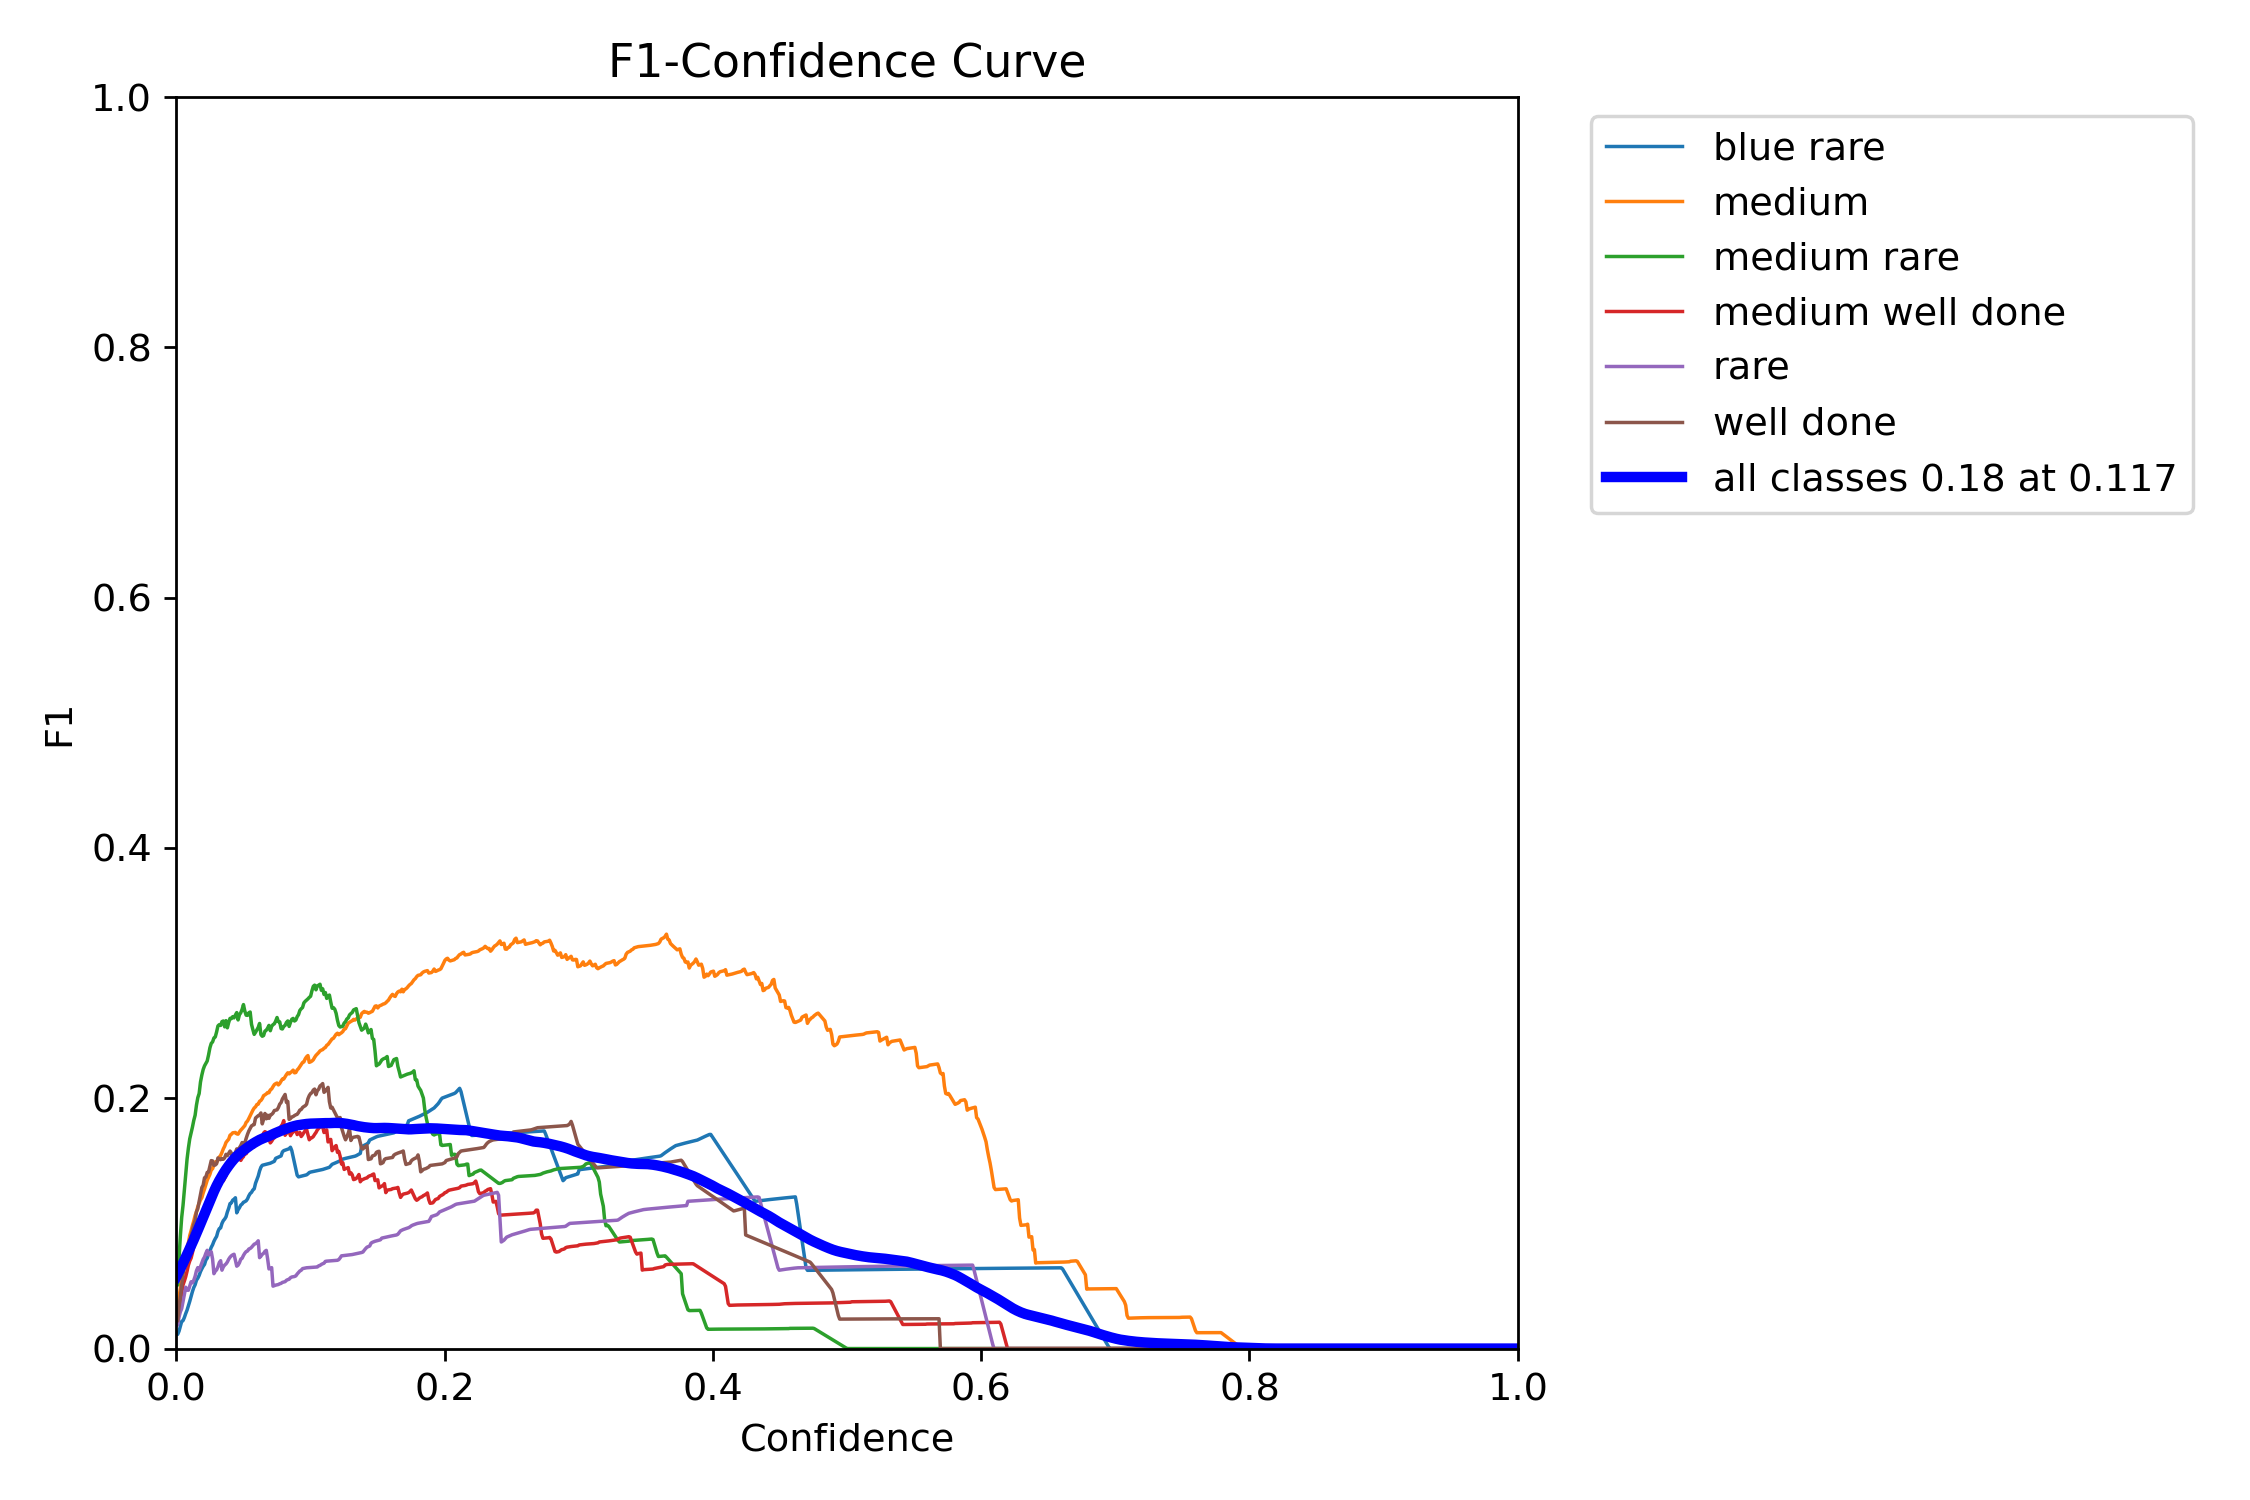 F1-Confidence Curve
1.0
0.8
0.6
0.4
0.2
0.0
F1
0.0 0.2 0.4 0.6 0.8 1.0
Confidence
blue rare
medium
medium rare
medium well done
rare
well done
all classes 0.18 at 0.117